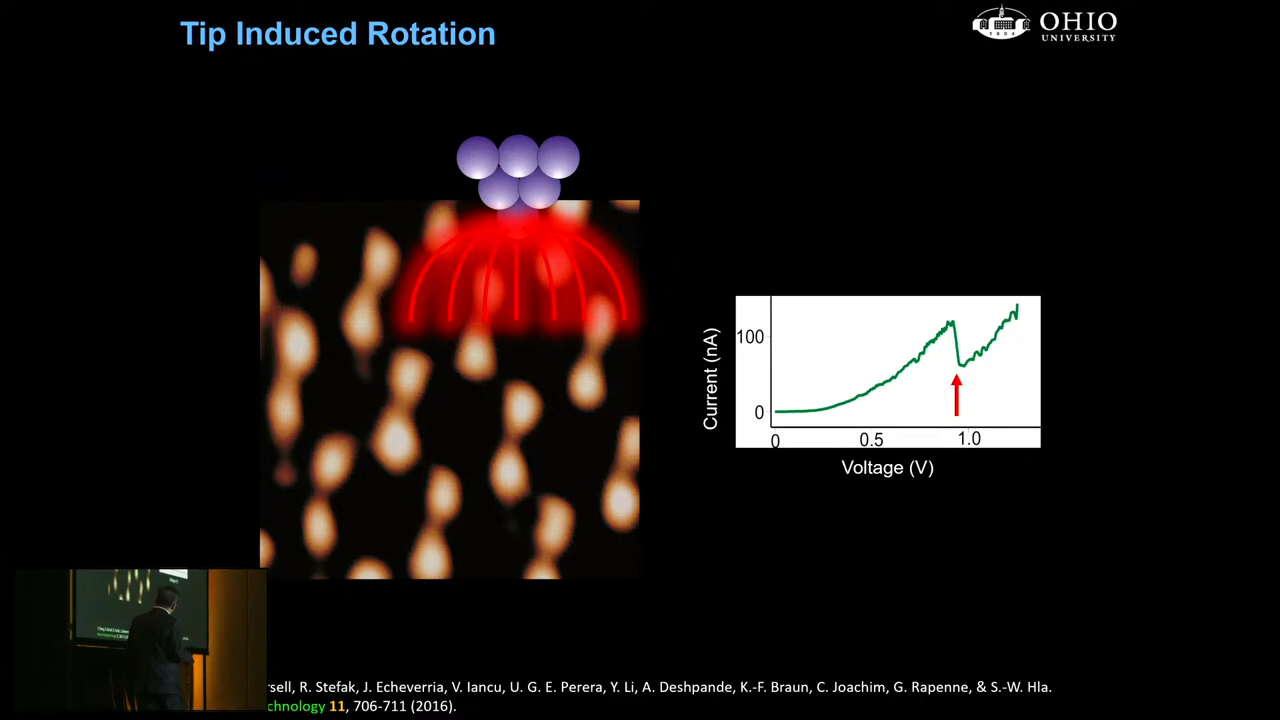 Tip Induced Rotation
OHIO
UNIVERSITY
1804
Current (nA)
100
0
0
0.5
1.0
Voltage (V)
rsell, R. Stefak, J. Echeverria, V. Iancu, U. G. E. Perera, Y. Li, A. Deshpande, K.-F. Braun, C. Joachim, G. Rapenne, & S.-W. Hla.
chnology 11, 706-711 (2016).